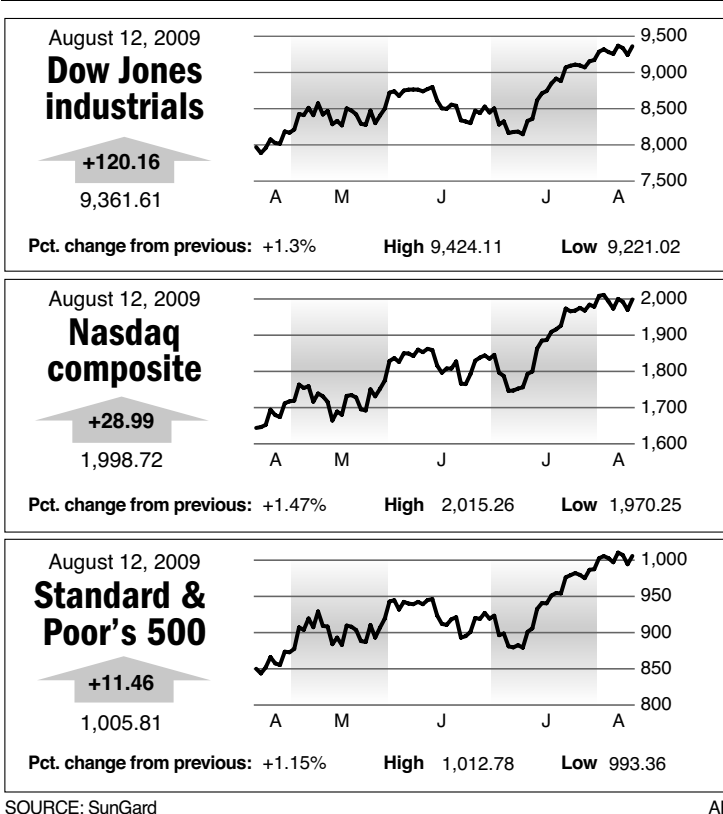 August 12, 2009
Dow Jones
industrials
+120.16
9,361.61
9,500
9,000
8,500
8,000
7,500
A M J J A
Pct. change from previous: +1.3% High 9,424.11 Low 9,221.02
August 12, 2009
Nasdaq
composite
+28.99
1,998.72
2,000
1,900
1,800
1,700
1,600
A M J J A
Pct. change from previous: +1.47% High 2,015.26 Low 1,970.25
August 12, 2009
Standard &
Poor's 500
+11.46
1,005.81
1,000
950
900
850
800
A M J J A
Pct. change from previous: +1.15% High 1,012.78 Low 993.36
SOURCE: SunGard